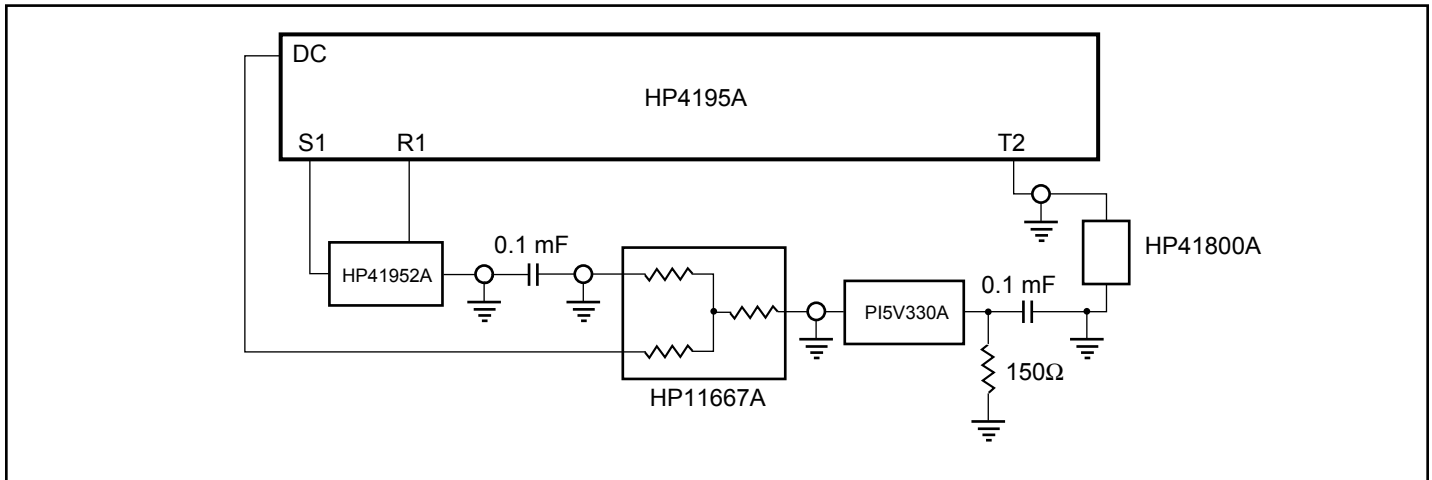 DC
HP4195A
S1 R1 T2
0.1 mF
HP41952A
HP11667A
PI5V330A
0.1 mF
150Ω
HP41800A